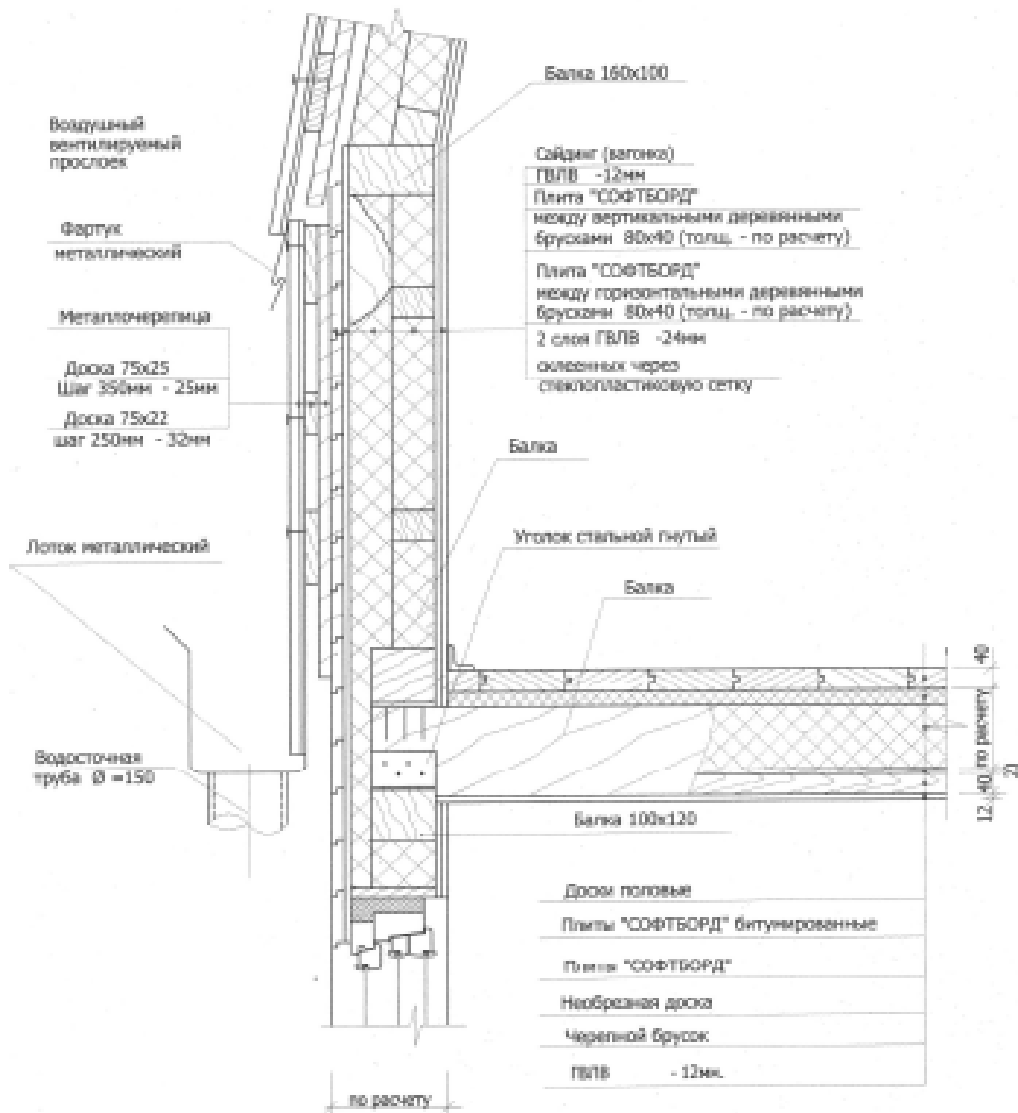 Балка 160х100
Воздушный
вентилируемый
прослоек
Фартук
металлический
Металлочерепица
Доска 75х25
Шаг 350мм - 25мм
Доска 75х22
шаг 250мм - 32мм
Лоток металлический
Водосточная
труба Ø =150
Сайдинг (вагонка)
ГВЛВ -12мм
Плита "СОФТБОРД"
между вертикальными деревянными
брусками 80х40 (толщ. - по расчету)
Плита "СОФТБОРД"
между горизонтальными деревянными
брусками 80х40 (толщ. - по расчету)
2 слоя ГВЛВ -24мм
склеенных через
стеклопластиковую сетку
Балка
Уголок стальной гнутый
Балка
40
по расчету
21
40
12
Балка 100х120
Доски половые
Плиты "СОФТБОРД" битумированные
Плита "СОФТБОРД"
Необрезная доска
Черепной брусок
ГВЛВ - 12мм.
по расчету